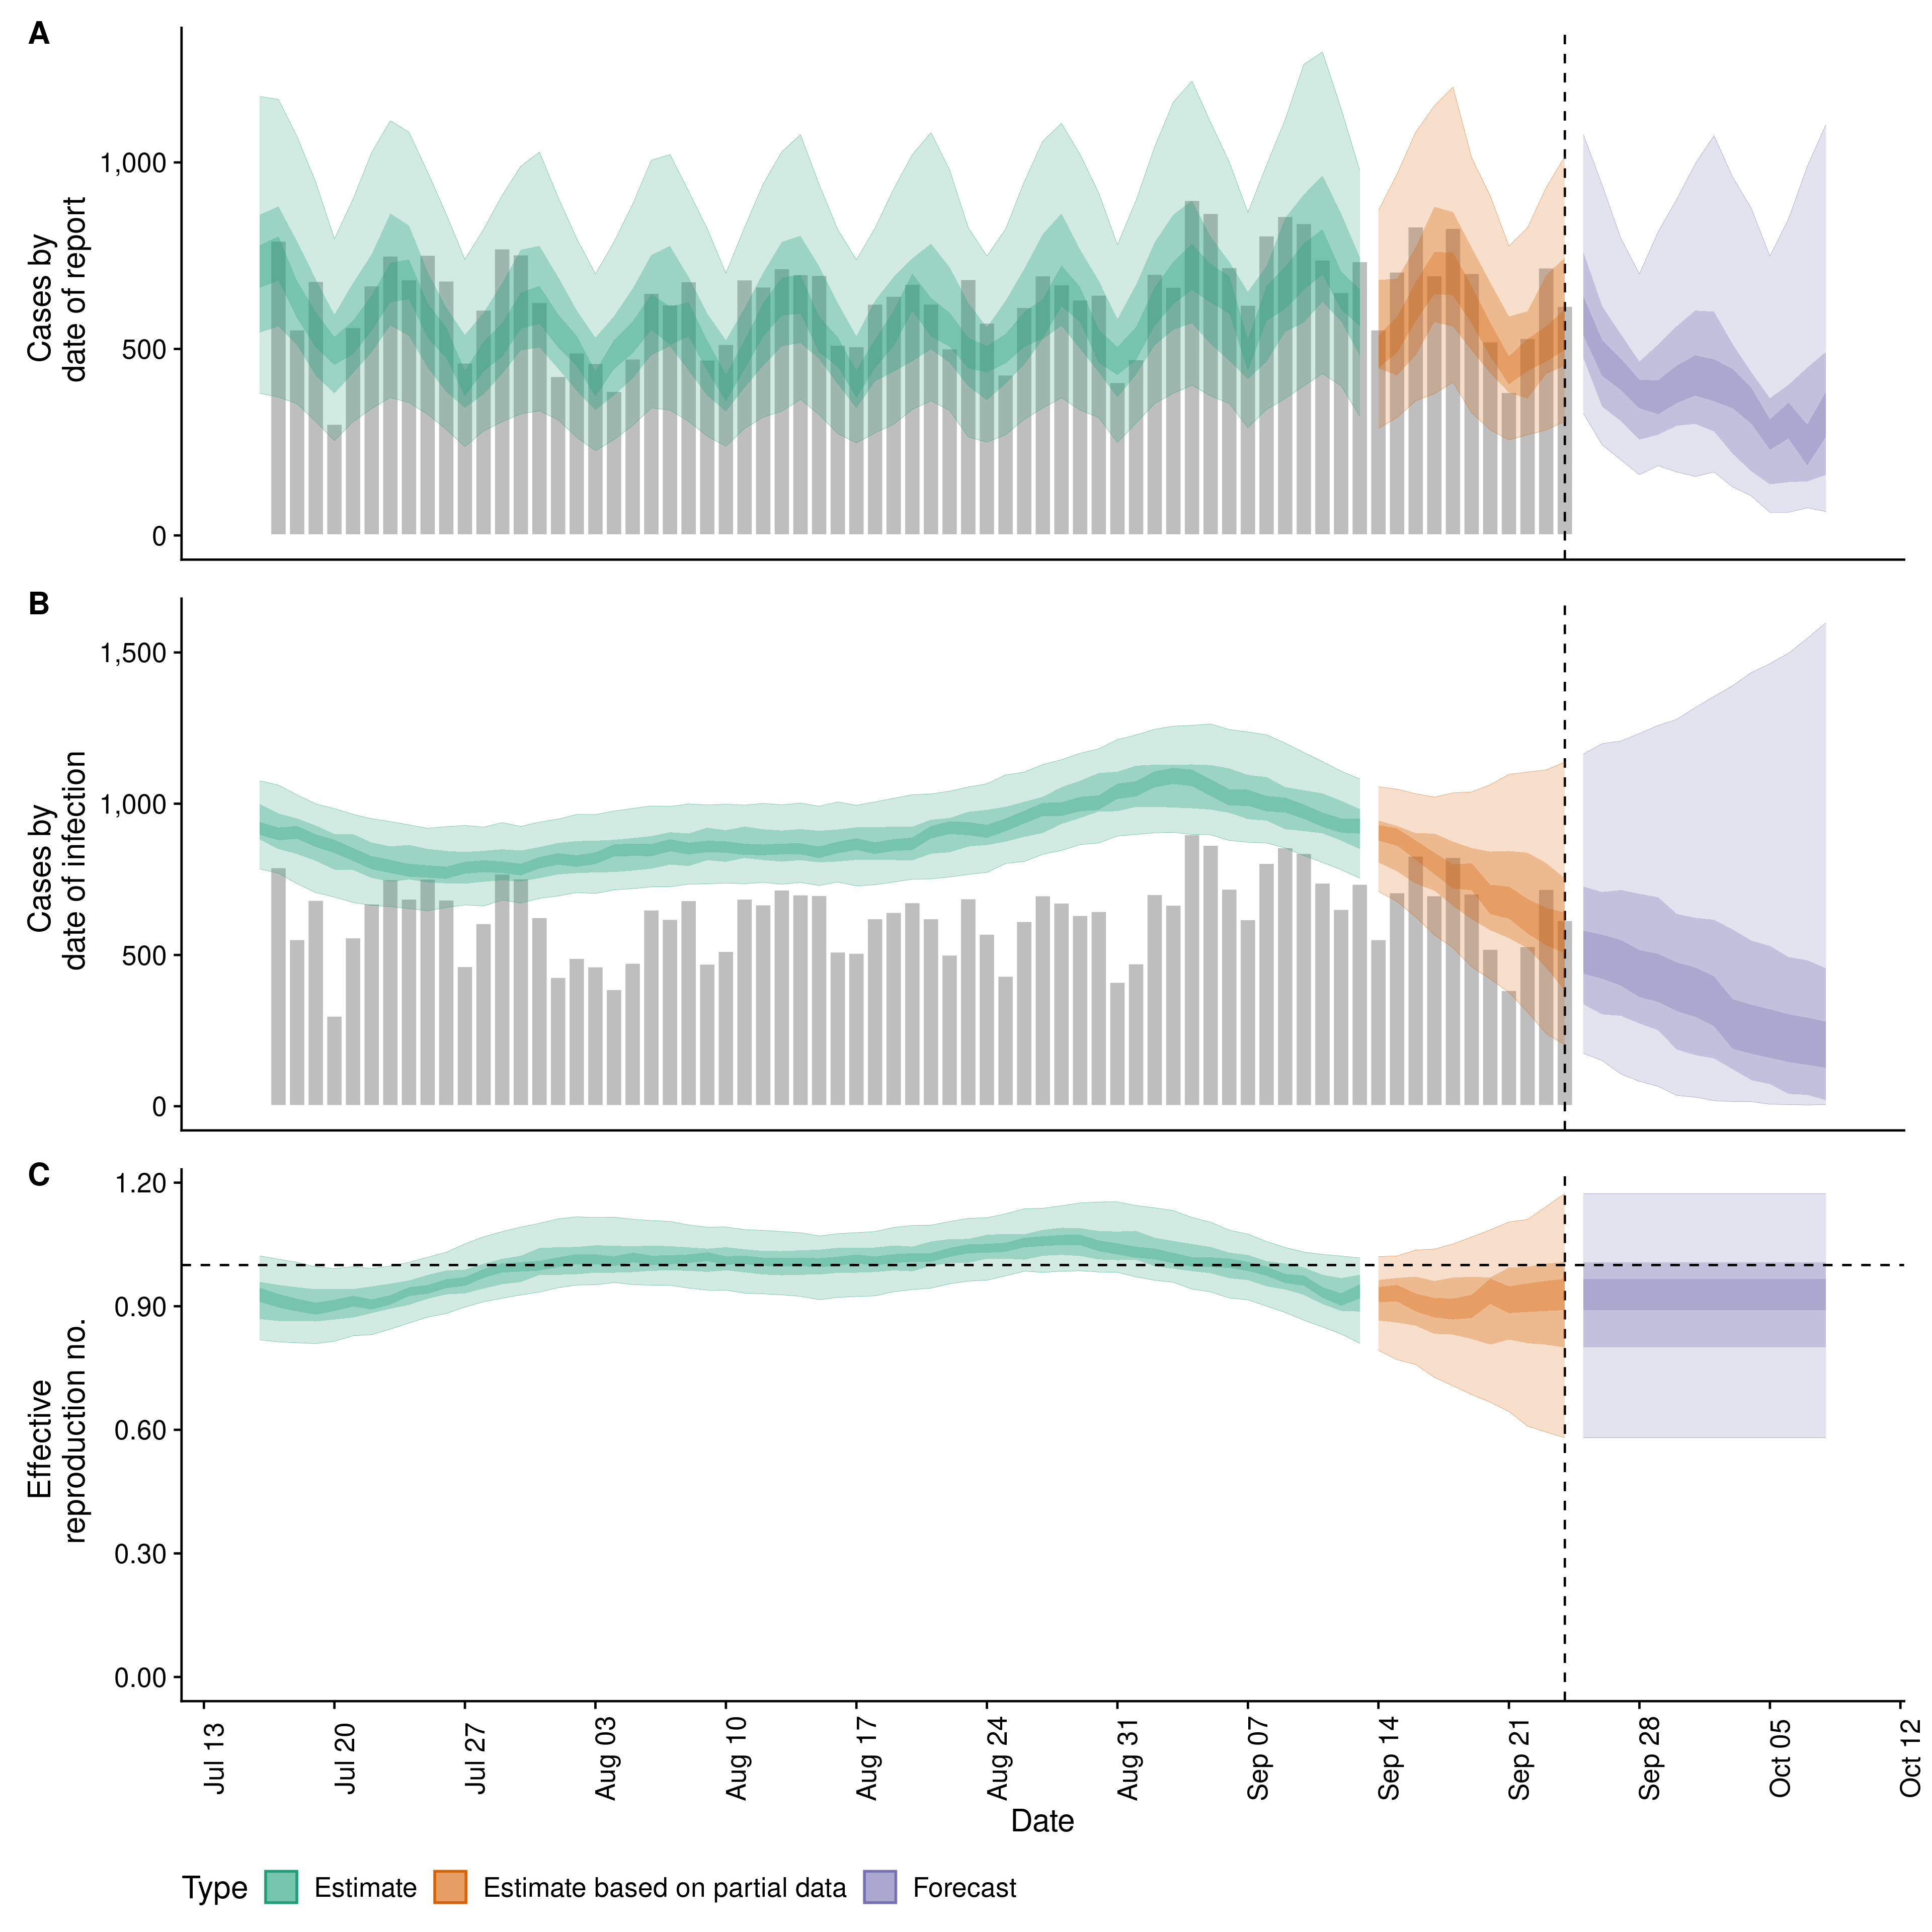 A
Cases by
date of report
1,000
500
0
B
Cases by
date of infection
1,500
1,000
500
0
C
Effective
reproduction no.
1.20
0.90
0.60
0.30
0.00
Jul 13
Jul 20
Jul 27
Aug 03
Aug 10
Aug 17
Aug 24
Aug 31
Sep 07
Sep 14
Sep 21
Sep 28
Oct 05
Oct 12
Date
Type Estimate Estimate based on partial data Forecast